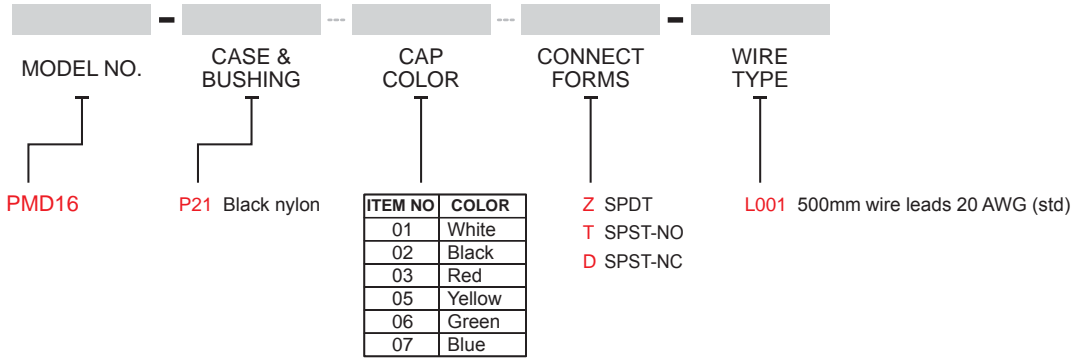 MODEL NO.
CASE &
BUSHING
CAP
COLOR
CONNECT
FORMS
WIRE
TYPE
PMD16
P21 Black nylon
ITEM NO COLOR
01 White
02 Black
03 Red
05 Yellow
06 Green
07 Blue
Z SPDT
T SPST-NO
D SPST-NC
L001 500mm wire leads 20 AWG (std)